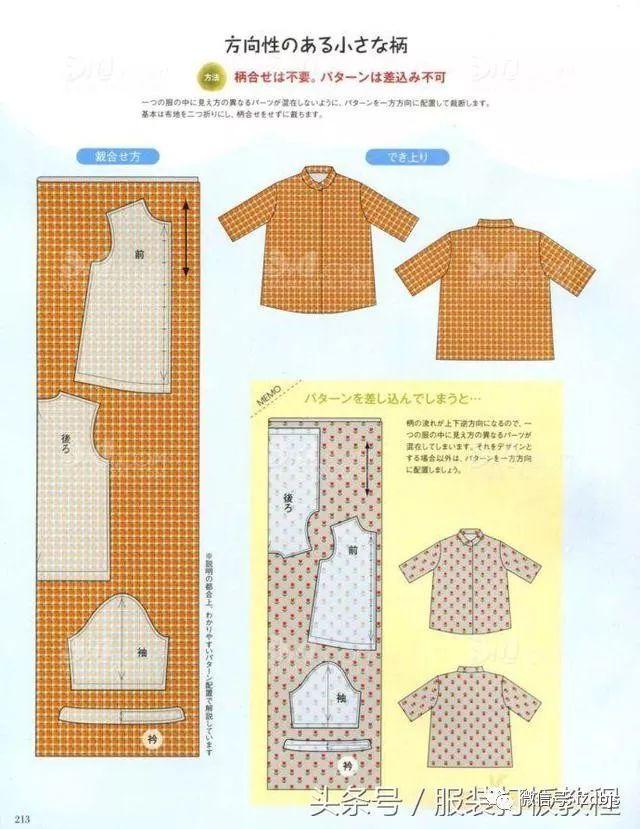 方向性のある小さな柄
方法
柄合せは不要。パターンは差込み不可
一つの服の中に見え方の異なるパーツが混在しないように、パターンを一方方向に配置して裁断します。
基本は布地を二つ折りにし、柄合せをせずに裁ちます。
裁合せ方
でき上り
前
後ろ
袖
衿
※説明の都合上、わかりやすいパターン配置で解説しています
MEMO
パターンを差し込んでしまうと…
柄の流れが上下逆方向になるので、一
つの服の中に見え方の異なるパーツが
混在してしまいます。それをデザインと
する場合以外は、パターンを一方方向
に配置しましょう。
後ろ
前
袖
衿
213
头条号/服装打板教程